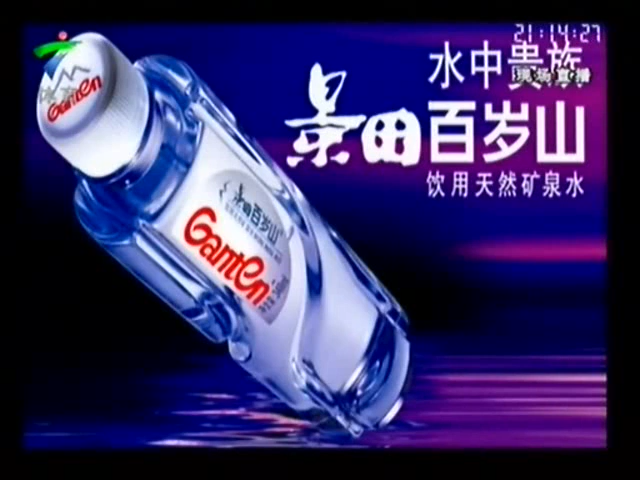 21:14:27
水中贵族
现场直播
景田百岁山
饮用天然矿泉水
Ganten
景田百岁山
Ganten